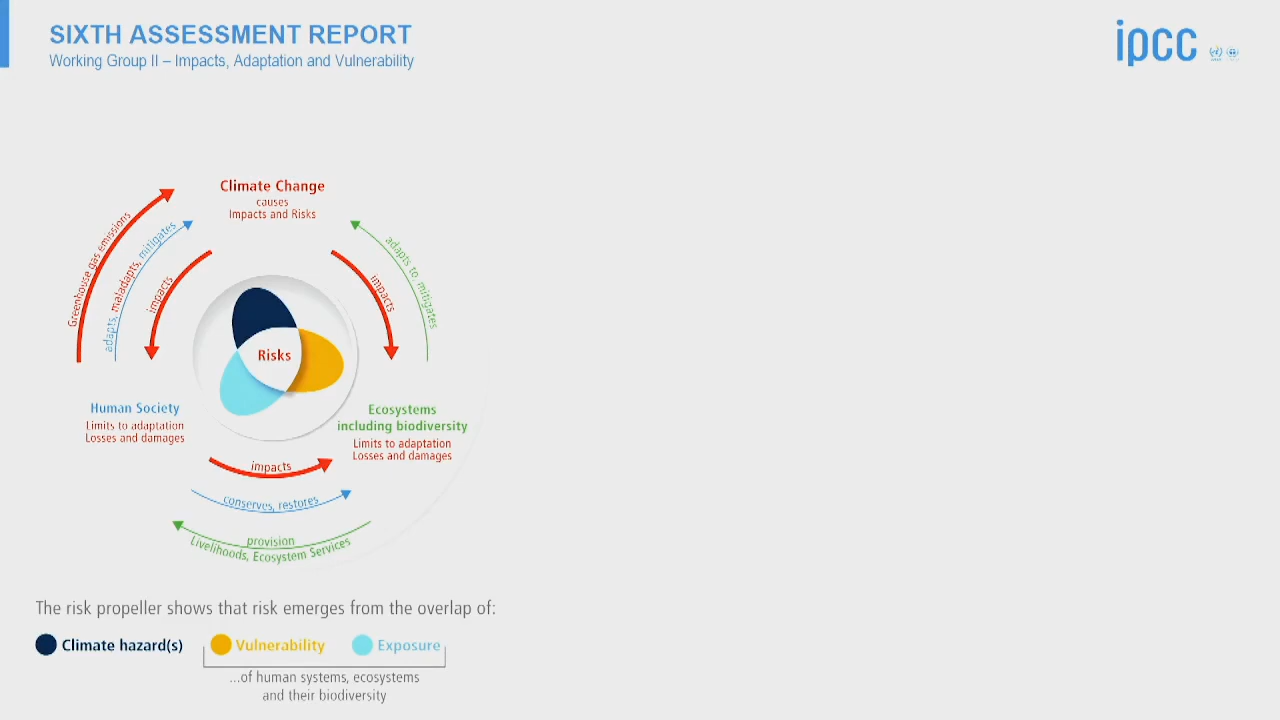 SIXTH ASSESSMENT REPORT
Working Group II – Impacts, Adaptation and Vulnerability
ipcc
Climate Change
causes
Impacts and Risks
Greenhouse gas emissions
adapts, maladapts, mitigates
impacts
impacts
adapts to, mitigates
Risks
Human Society
Limits to adaptation
Losses and damages
Ecosystems
including biodiversity
Limits to adaptation
Losses and damages
impacts
conserves, restores
provision
Livelihoods, Ecosystem Services
The risk propeller shows that risk emerges from the overlap of:
Climate hazard(s) Vulnerability Exposure
...of human systems, ecosystems
and their biodiversity